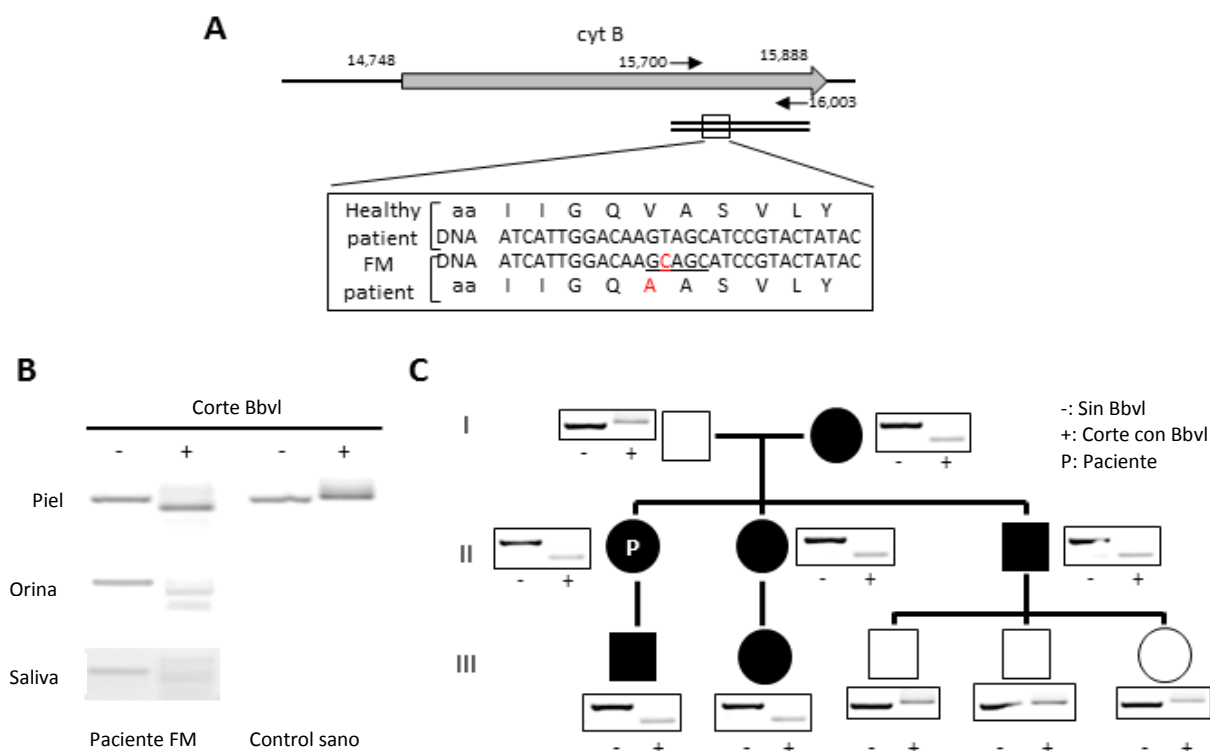 A
cyt B
14,748
15,700
15,888
16,003
Healthy aa I I G Q V A S V L Y
patient DNA ATCATTGGACAAGTAGCATCCGTACTATAC
FM DNA ATCATTGGACAAGCAGCATCCGTACTATAC
patient aa I I G Q A A S V L Y
B
Corte BbvI
- + - +
Piel
Orina
Saliva
Paciente FM Control sano
C
-: Sin BbvI
+: Corte con BbvI
P: Paciente
I
- + - +
II
P
- + - + - +
III
- + - + - + - + - +